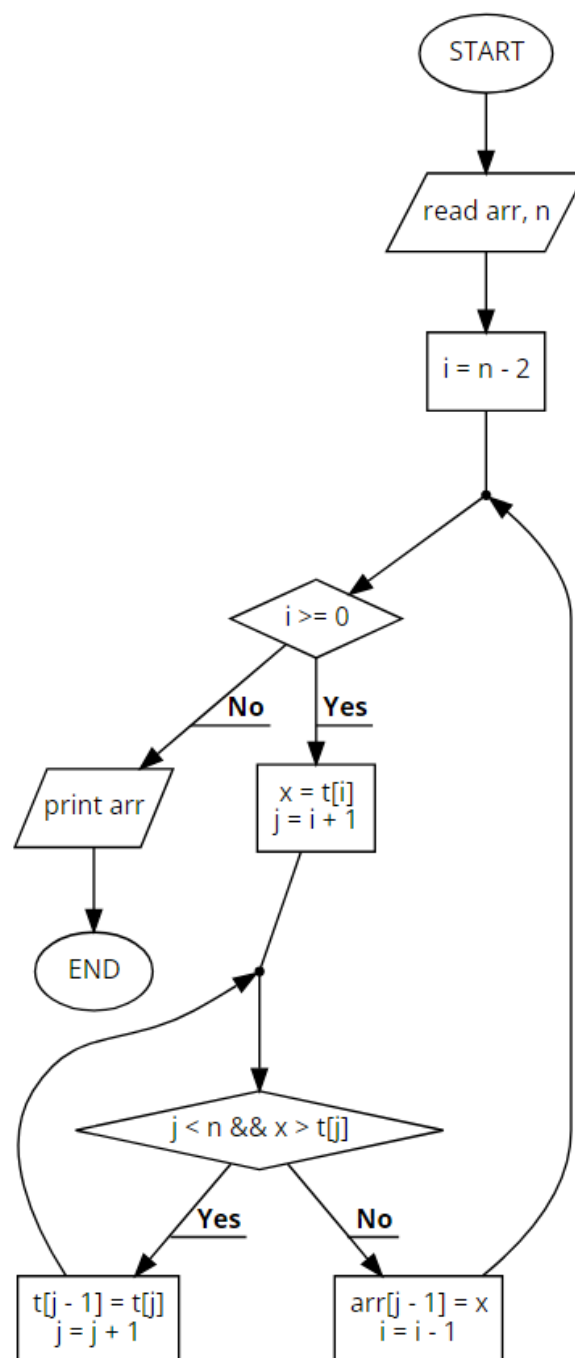 START
read arr, n
i = n - 2
i >= 0
No
Yes
print arr
x = t[i]
j = i + 1
END
j < n && x > t[j]
Yes
No
t[j - 1] = t[j]
j = j + 1
arr[j - 1] = x
i = i - 1